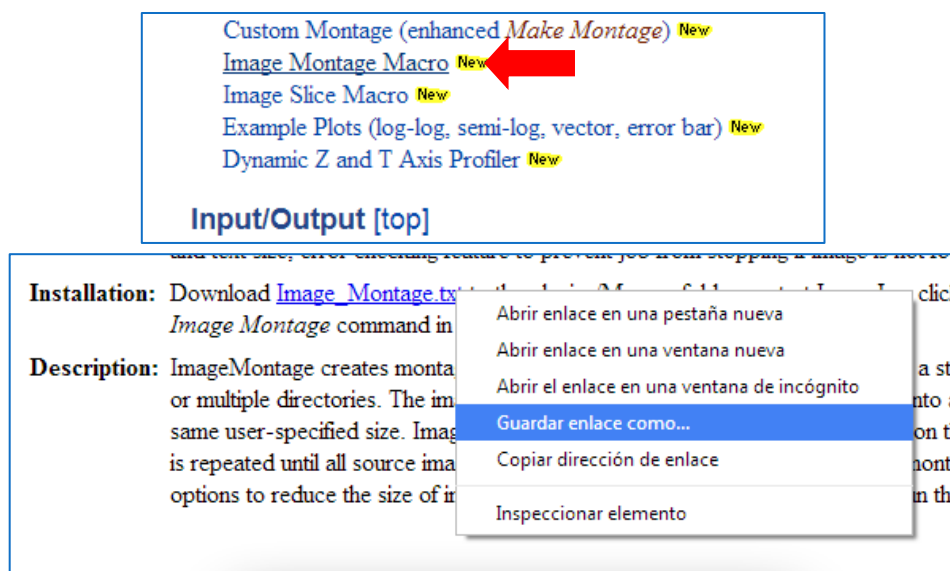 Custom Montage (enhanced Make Montage) New
Image Montage Macro New
Image Slice Macro New
Example Plots (log-log, semi-log, vector, error bar) New
Dynamic Z and T Axis Profiler New
Input/Output [top]
Installation: Download Image_Montage.txt
Abrir enlace en una pestaña nueva
Image Montage command in
Abrir enlace en una ventana nueva
Description: ImageMontage creates monta
Abrir el enlace en una ventana de incógnito
or multiple directories. The im
Guardar enlace como...
same user-specified size. Imag
Copiar dirección de enlace
is repeated until all source ima
options to reduce the size of
Inspeccionar elemento